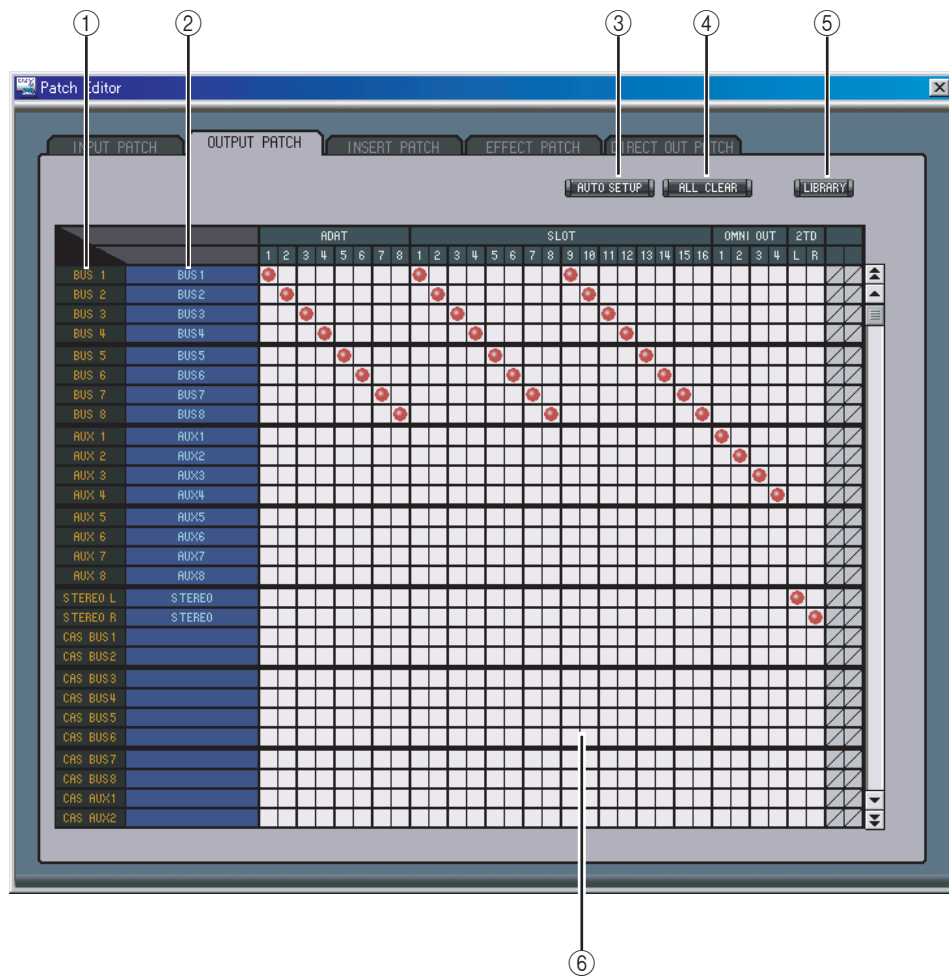 ① ② ③ ④ ⑤
Patch Editor
INPUT PATCH OUTPUT PATCH INSERT PATCH EFFECT PATCH DIRECT OUT PATCH
AUTO SETUP ALL CLEAR LIBRARY
ADAT SLOT OMNI OUT 2TD
1 2 3 4 5 6 7 8 1 2 3 4 5 6 7 8 9 10 11 12 13 14 15 16 1 2 3 4 L R
BUS 1 BUS1
BUS 2 BUS2
BUS 3 BUS3
BUS 4 BUS4
BUS 5 BUS5
BUS 6 BUS6
BUS 7 BUS7
BUS 8 BUS8
AUX 1 AUX1
AUX 2 AUX2
AUX 3 AUX3
AUX 4 AUX4
AUX 5 AUX5
AUX 6 AUX6
AUX 7 AUX7
AUX 8 AUX8
STEREO L STEREO
STEREO R STEREO
CAS BUS1
CAS BUS2
CAS BUS3
CAS BUS4
CAS BUS5
CAS BUS6
CAS BUS7
CAS BUS8
CAS AUX1
CAS AUX2
⑥